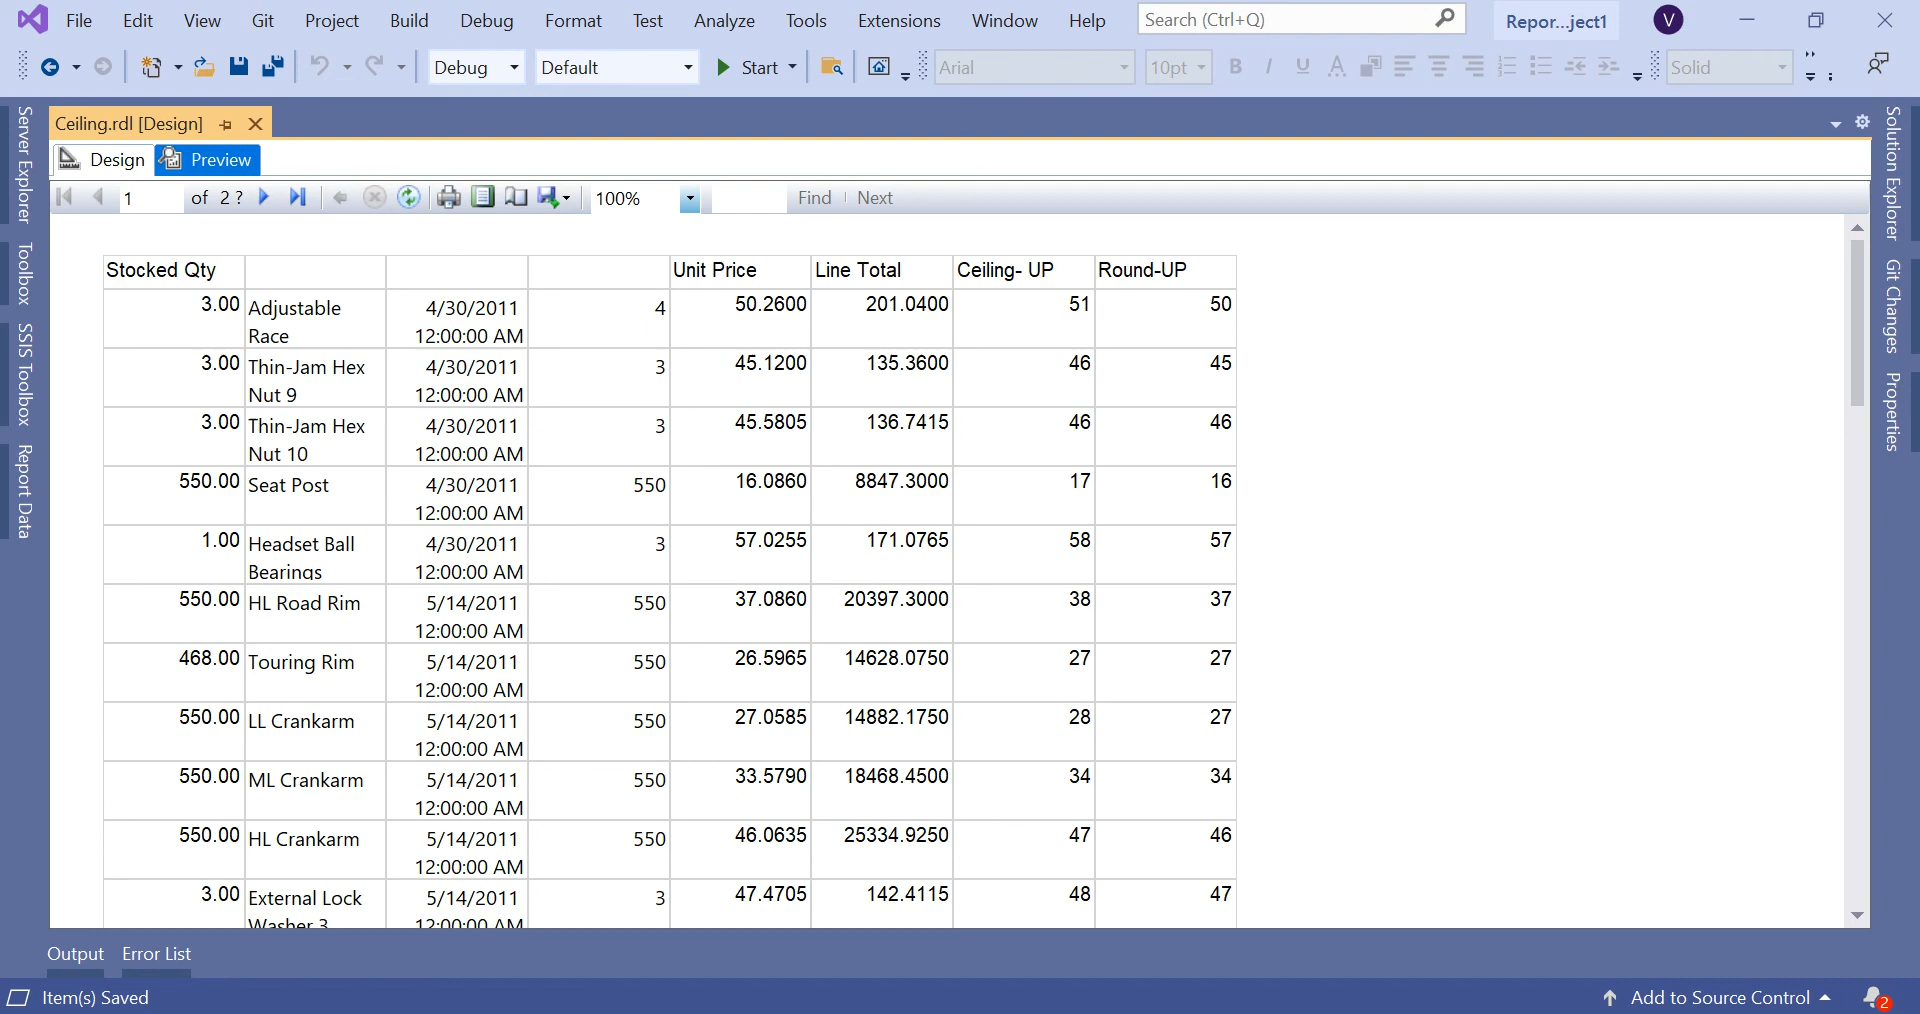 File Edit View Git Project Build Debug Format Test Analyze Tools Extensions Window Help Search (Ctrl+Q) Repor...ject1 V
Debug Default Start Arial 10pt B I U A Solid
Ceiling.rdl [Design]
Design Preview
1 of 2 ? 100% Find Next
Server Explorer
Toolbox
SSIS Toolbox
Report Data
Stocked Qty Unit Price Line Total Ceiling- UP Round-UP
3.00 Adjustable 4/30/2011 4 50.2600 201.0400 51 50
Race 12:00:00 AM
3.00 Thin-Jam Hex 4/30/2011 3 45.1200 135.3600 46 45
Nut 9 12:00:00 AM
3.00 Thin-Jam Hex 4/30/2011 3 45.5805 136.7415 46 46
Nut 10 12:00:00 AM
550.00 Seat Post 4/30/2011 550 16.0860 8847.3000 17 16
12:00:00 AM
1.00 Headset Ball 4/30/2011 3 57.0255 171.0765 58 57
Bearings 12:00:00 AM
550.00 HL Road Rim 5/14/2011 550 37.0860 20397.3000 38 37
12:00:00 AM
468.00 Touring Rim 5/14/2011 550 26.5965 14628.0750 27 27
12:00:00 AM
550.00 LL Crankarm 5/14/2011 550 27.0585 14882.1750 28 27
12:00:00 AM
550.00 ML Crankarm 5/14/2011 550 33.5790 18468.4500 34 34
12:00:00 AM
550.00 HL Crankarm 5/14/2011 550 46.0635 25334.9250 47 46
12:00:00 AM
3.00 External Lock 5/14/2011 3 47.4705 142.4115 48 47
Washer 3 12:00:00 AM
Solution Explorer
Git Changes
Properties
Output Error List
Item(s) Saved Add to Source Control 2